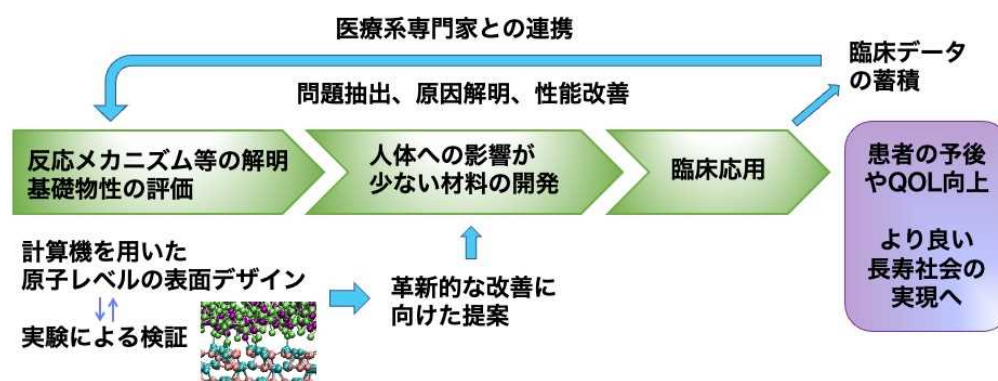 医療系専門家との連携
問題抽出、原因解明、性能改善
臨床データ
の蓄積
反応メカニズム等の解明
基礎物性の評価
人体への影響が
少ない材料の開発
臨床応用
患者の予後
やQOL向上
より良い
長寿社会の
実現へ
計算機を用いた
原子レベルの表面デザイン
実験による検証
革新的な改善に
向けた提案